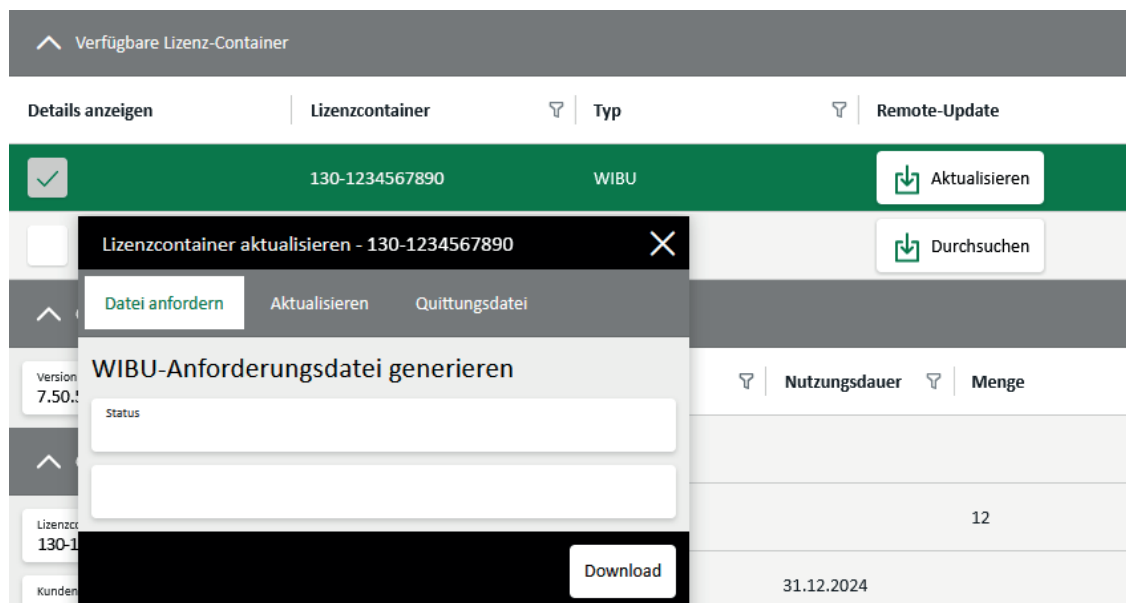 Verfügbare Lizenz-Container
Details anzeigen Lizenzcontainer Typ Remote-Update
130-1234567890 WIBU Aktualisieren
Lizenzcontainer aktualisieren - 130-1234567890
Durchsuchen
Datei anfordern Aktualisieren Quittungsdatei
WIBU-Anforderungsdatei generieren
Version
7.50.
Nutzungsdauer Menge
Status
12
Lizenzc
130-1
Download
31.12.2024
Kunden